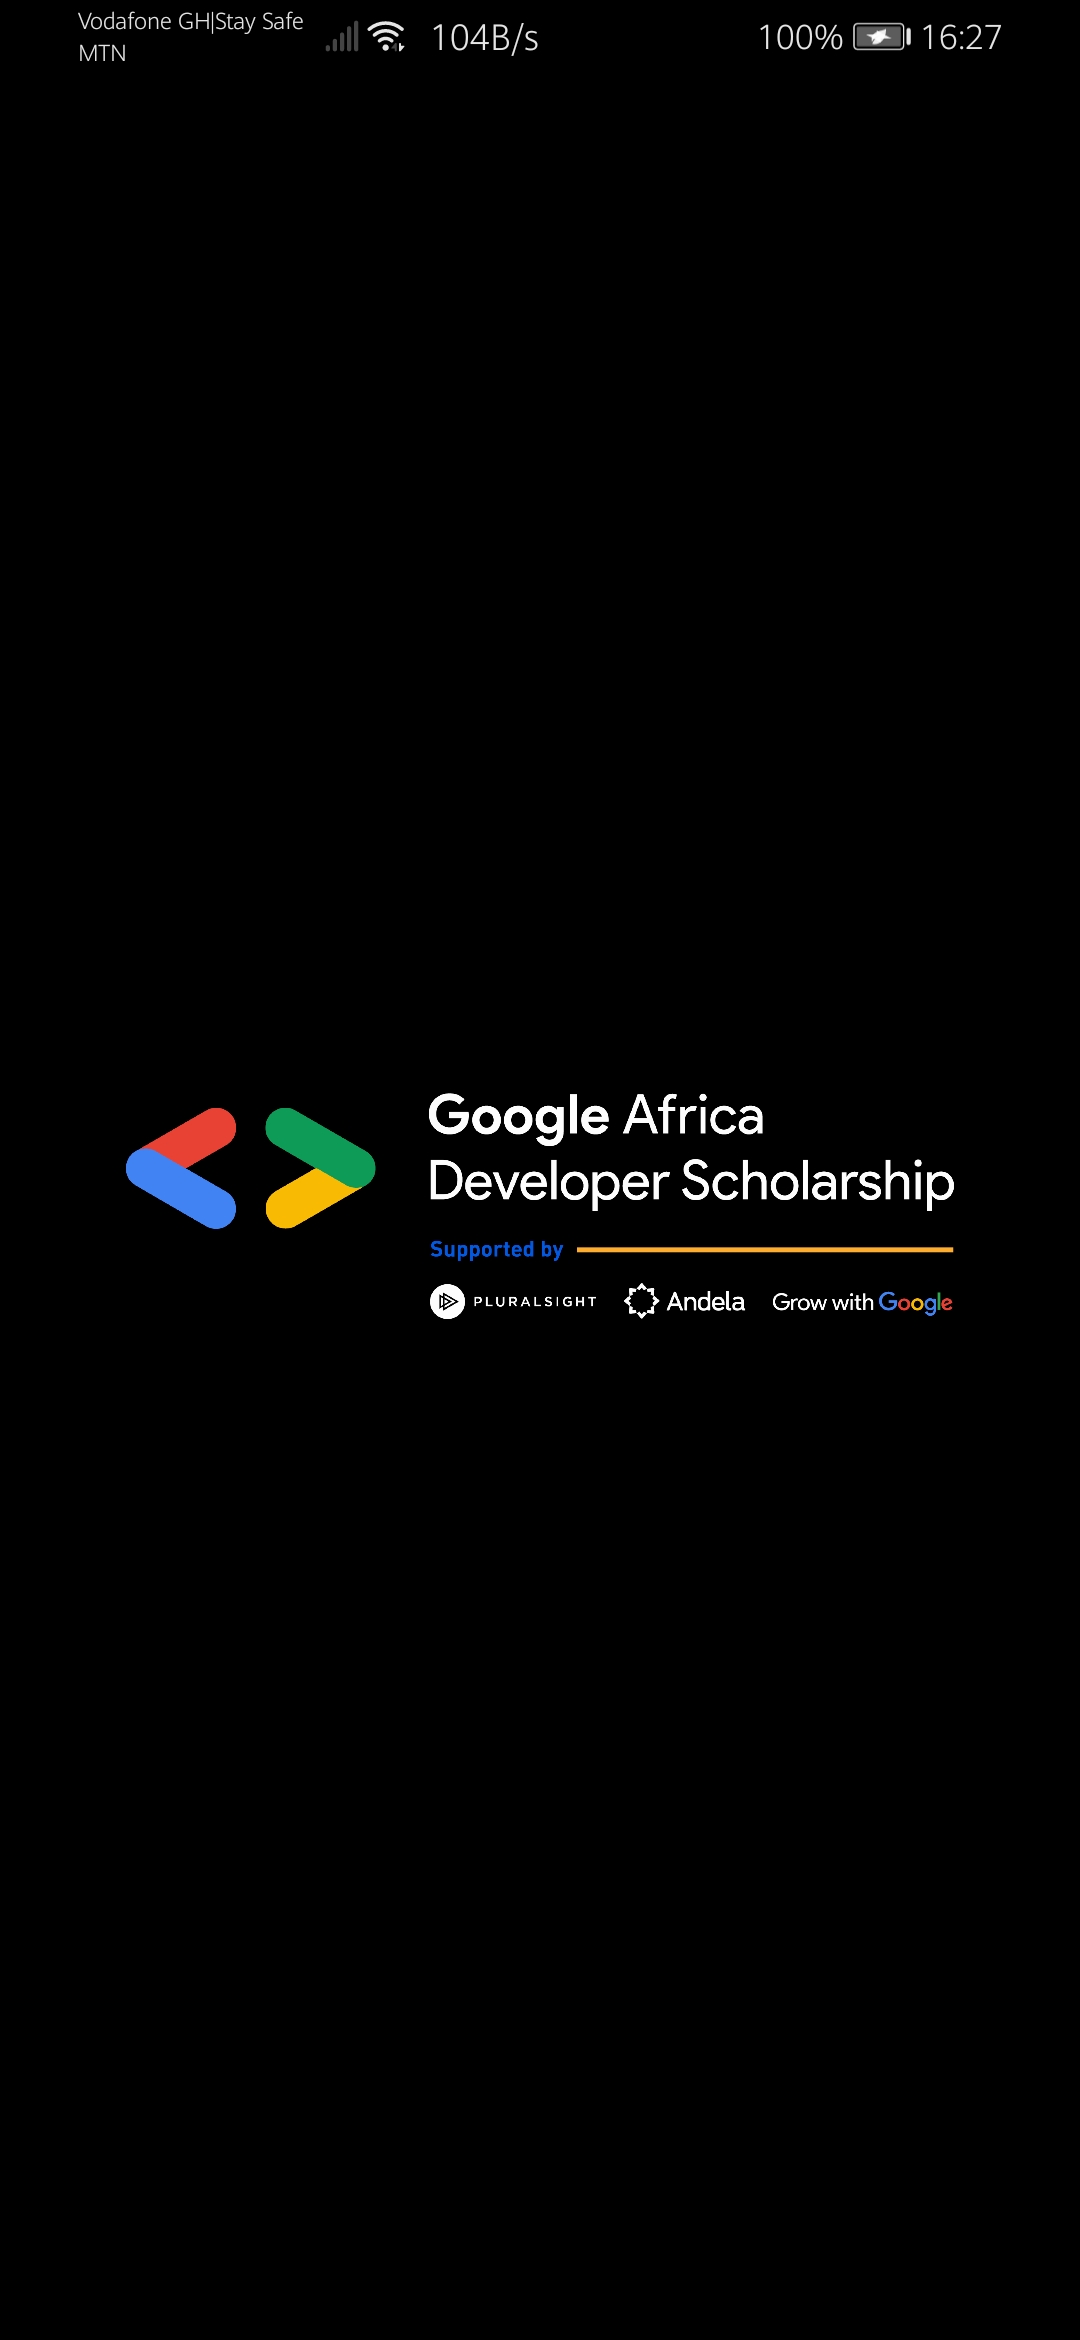 Vodafone GH|Stay Safe
MTN
104B/s
100%
16:27
Google Africa
Developer Scholarship
Supported by
PLURALSIGHT
Andela
Grow with Google